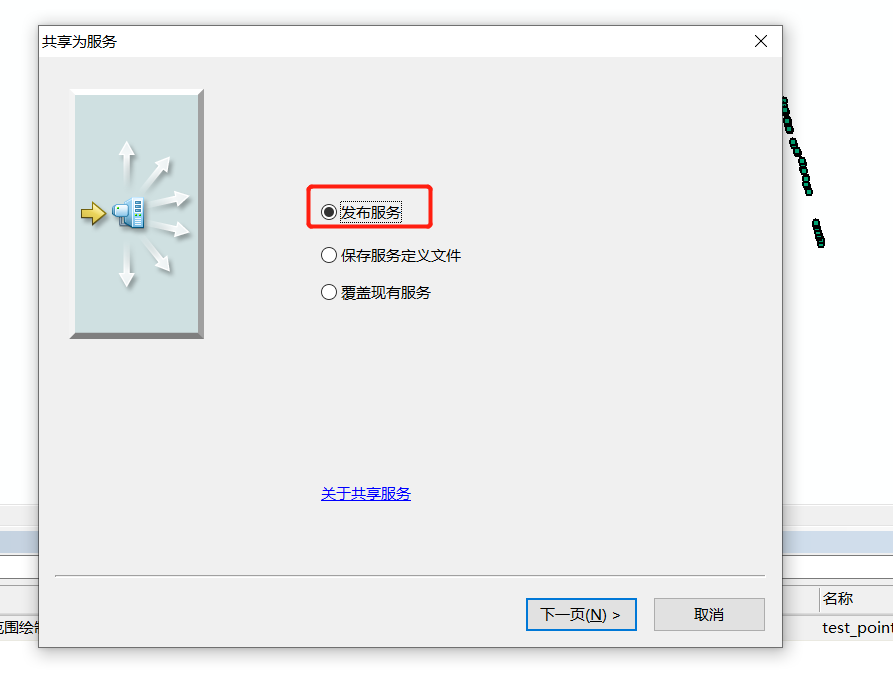 共享为服务
发布服务
保存服务定义文件
覆盖现有服务
关于共享服务
下一页(N) >
取消
名称
围绘
test_point